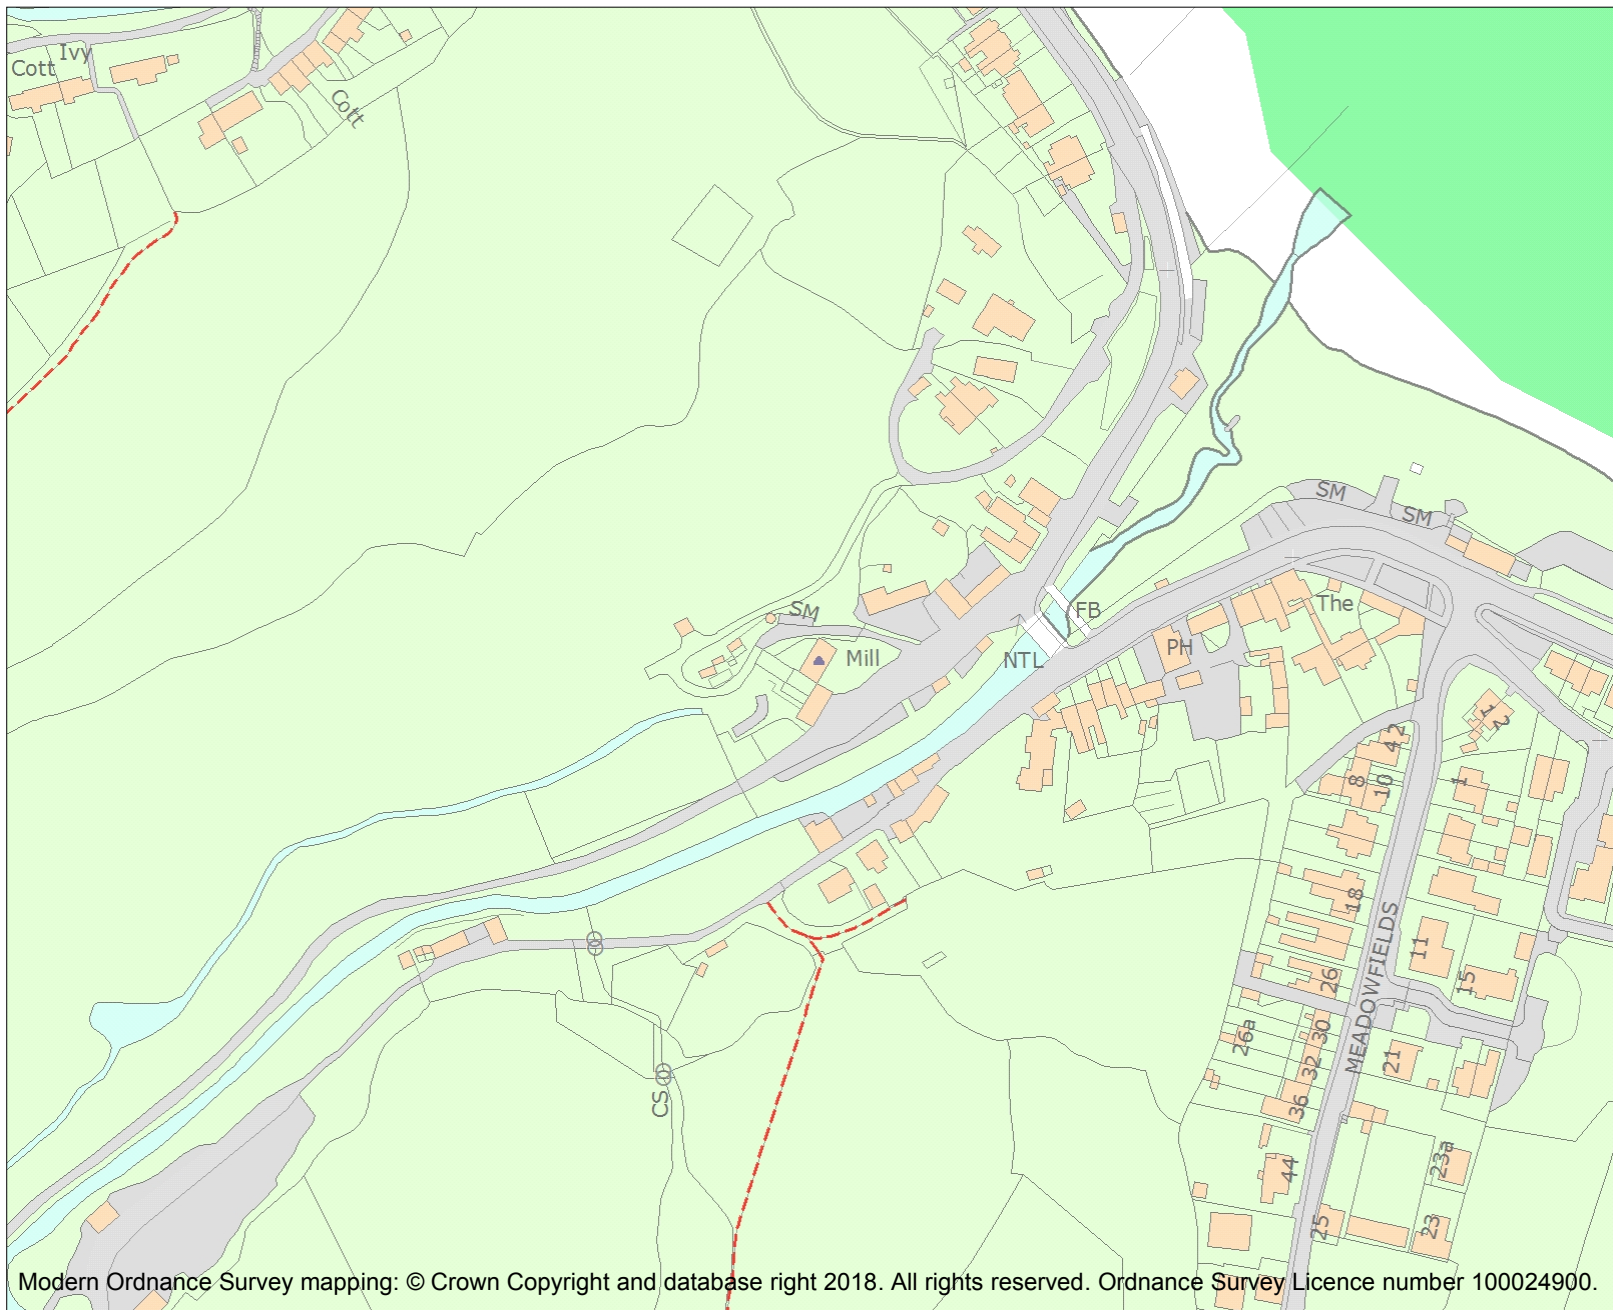 Ivy
Cott
Cott
SM
SM
The
FB
SM
PH
Mill
NTL
1 2
42
8
10
1
18
MEADOWFIELDS
11
26
15
26a
30
32
21
CS
36
23a
44
25
23
Modern Ordnance Survey mapping: © Crown Copyright and database right 2018. All rights reserved. Ordnance Survey Licence number 100024900.